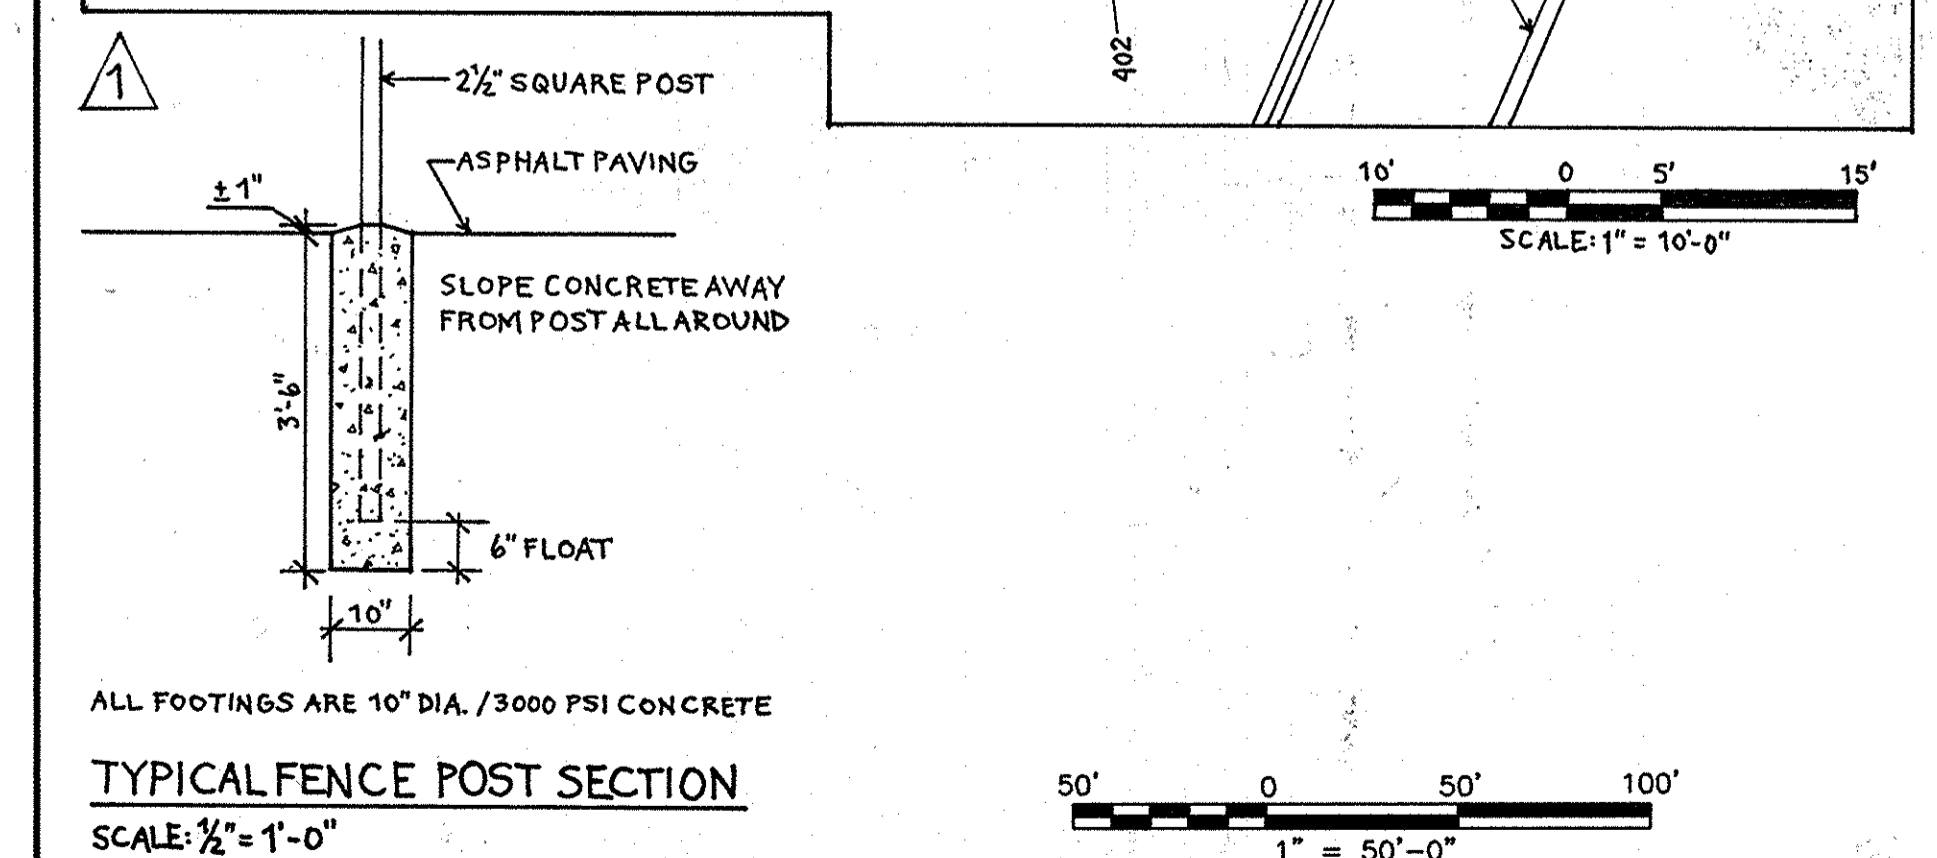 1
2½" SQUARE POST
ASPHALT PAVING
± 1"
SLOPE CONCRETE AWAY
FROM POST ALL AROUND
3'-6"
6" FLOAT
10"
ALL FOOTINGS ARE 10" DIA. /3000 PSI CONCRETE
TYPICAL FENCE POST SECTION
SCALE: ½" = 1'-0"
402
10' 0 5' 15'
SCALE: 1" = 10'-0"
50' 0 50' 100'
1" = 50'-0"